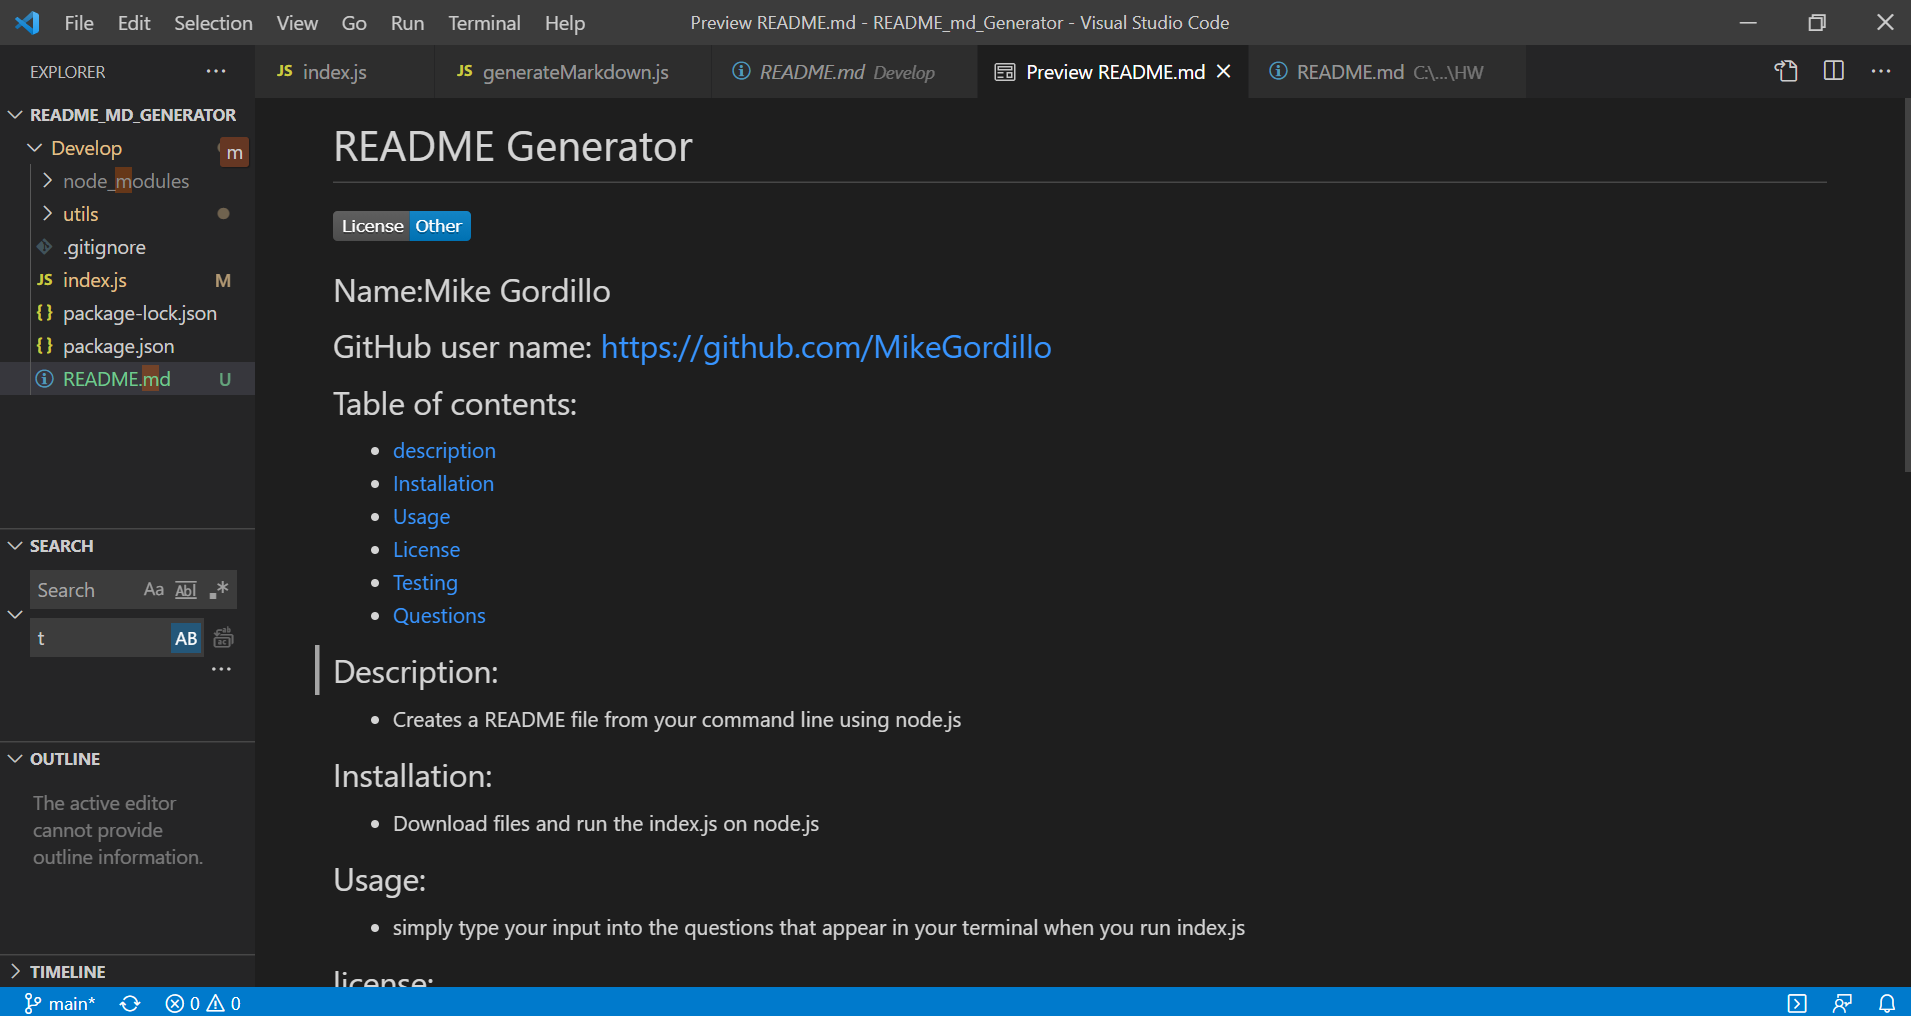 File Edit Selection View Go Run Terminal Help
Preview README.md - README_md_Generator - Visual Studio Code
EXPLORER
JS index.js
JS generateMarkdown.js
README.md Develop
Preview README.md
README.md C:\...\HW
README_MD_GENERATOR
Develop
m
node_modules
utils
.gitignore
JS index.js M
{} package-lock.json
{} package.json
README.md U
SEARCH
Search Aa Abl .*
t AB
OUTLINE
The active editor
cannot provide
outline information.
TIMELINE
README Generator
License Other
Name:Mike Gordillo
GitHub user name: https://github.com/MikeGordillo
Table of contents:
description
Installation
Usage
License
Testing
Questions
Description:
Creates a README file from your command line using node.js
Installation:
Download files and run the index.js on node.js
Usage:
simply type your input into the questions that appear in your terminal when you run index.js
license:
main* 0 0